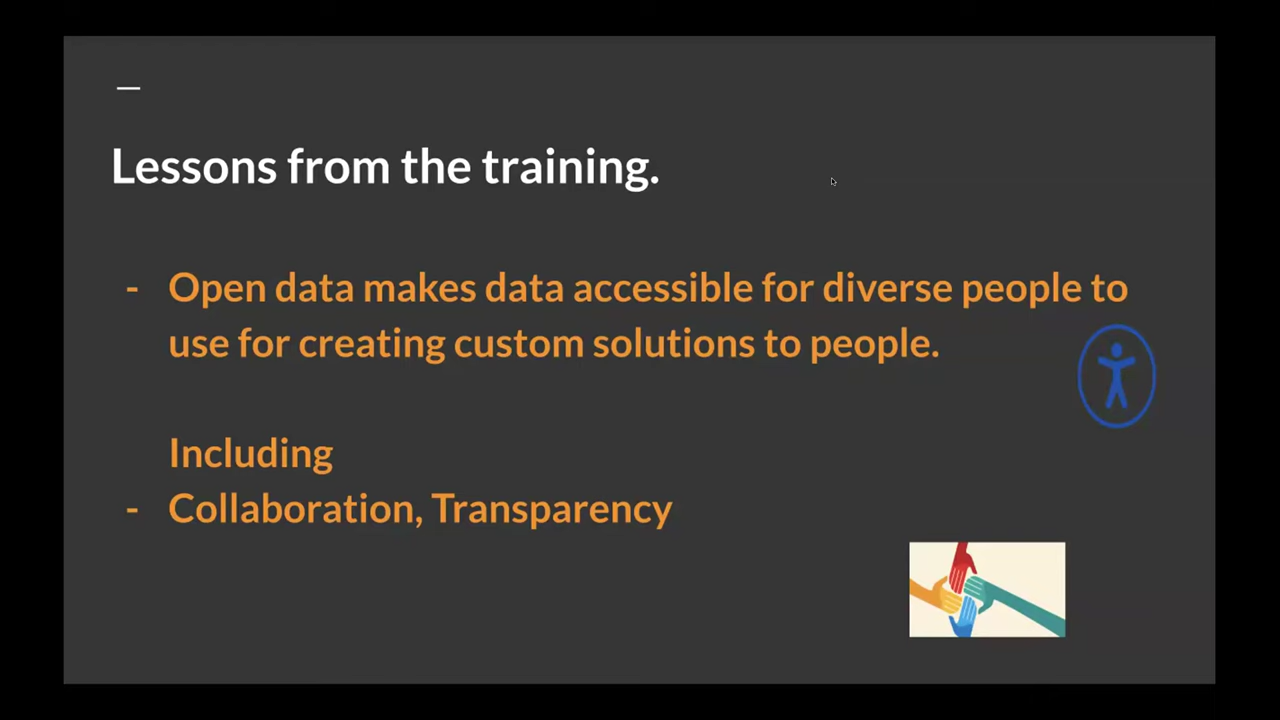 Lessons from the training.
- Open data makes data accessible for diverse people to
use for creating custom solutions to people.
Including
- Collaboration, Transparency